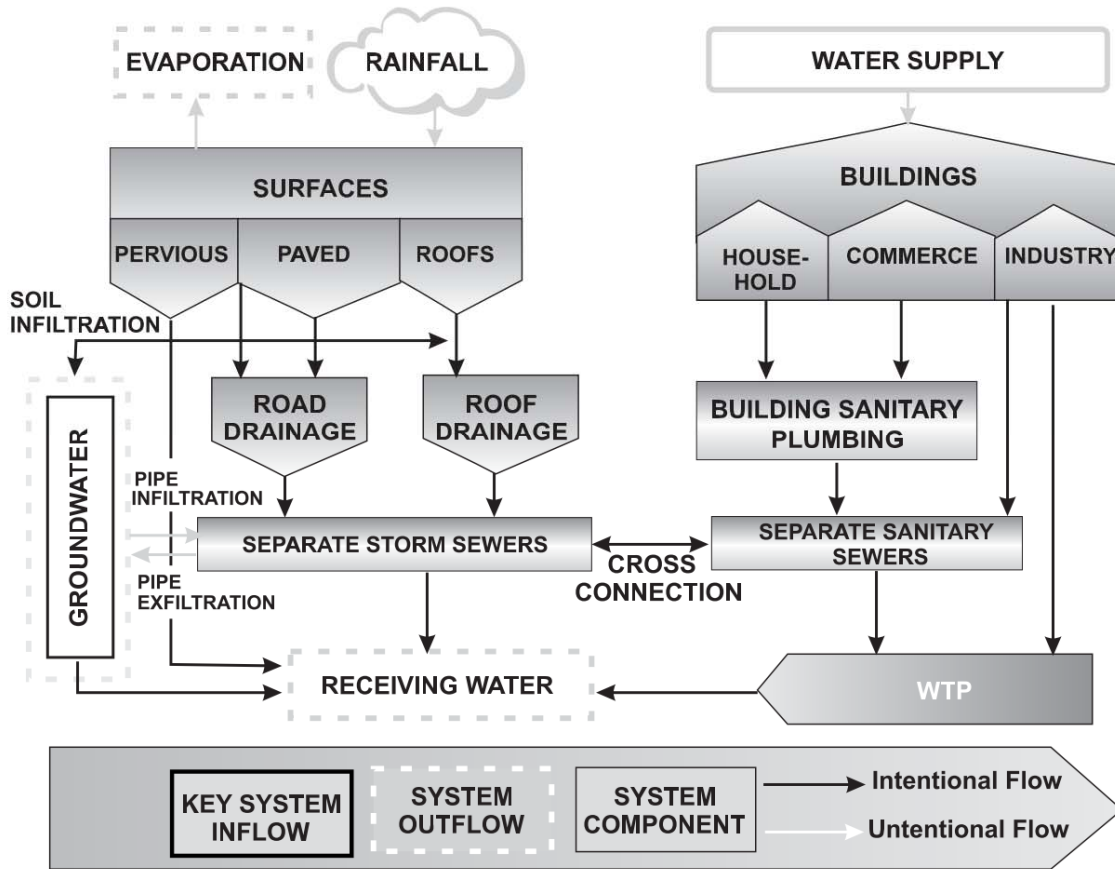 EVAPORATION
RAINFALL
WATER SUPPLY
SURFACES
BUILDINGS
PERVIOUS
PAVED
ROOFS
HOUSE-
HOLD
COMMERCE
INDUSTRY
SOIL
INFILTRATION
ROAD
DRAINAGE
ROOF
DRAINAGE
BUILDING SANITARY
PLUMBING
GROUNDWATER
PIPE
INFILTRATION
SEPARATE STORM SEWERS
SEPARATE SANITARY
SEWERS
CROSS
CONNECTION
PIPE
EXFILTRATION
RECEIVING WATER
WTP
KEY SYSTEM
INFLOW
SYSTEM
OUTFLOW
SYSTEM
COMPONENT
Intentional Flow
Untentional Flow